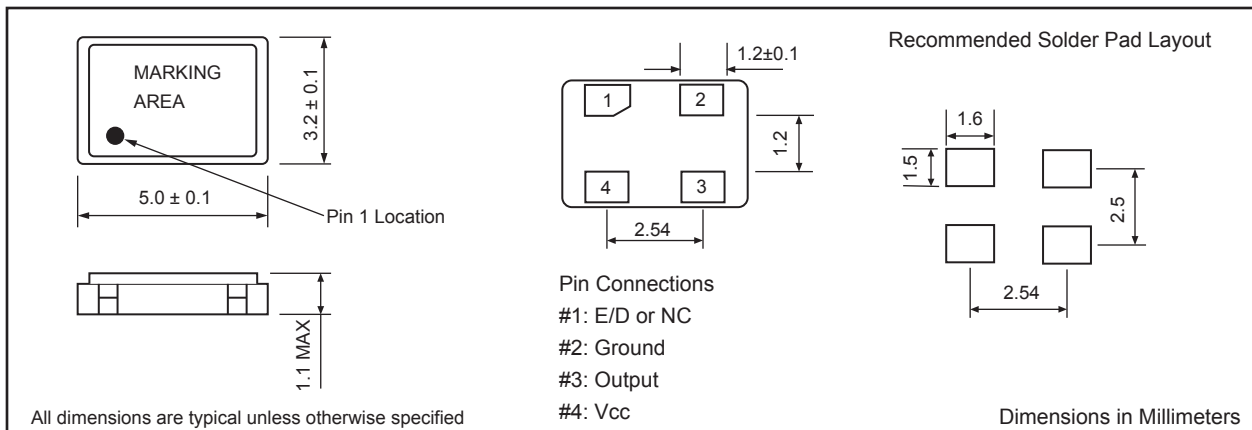 MARKING
AREA
3.2 ± 0.1
5.0 ± 0.1
Pin 1 Location
1.1 MAX
All dimensions are typical unless otherwise specified
1.2±0.1
1
2
1.2
4
3
2.54
Pin Connections
#1: E/D or NC
#2: Ground
#3: Output
#4: Vcc
Recommended Solder Pad Layout
1.6
1.5
2.5
2.54
Dimensions in Millimeters